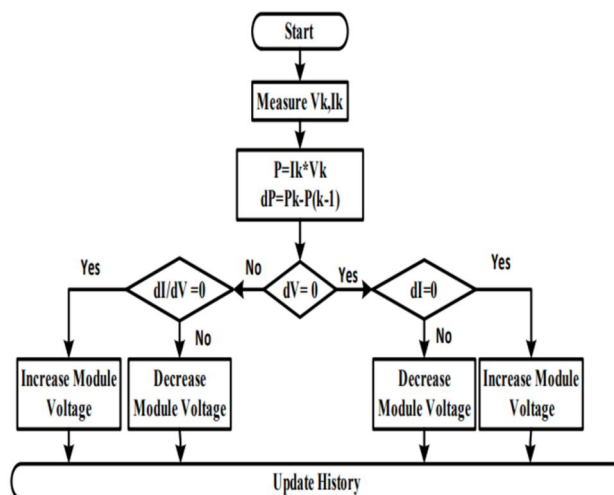 Start
Measure Vk,Ik
P=Ik*Vk
dP=Pk-P(k-1)
Yes
No
Yes
Yes
dI/dV =0
dV= 0
dI=0
No
No
Increase Module
Voltage
Decrease
Module Voltage
Decrease
Module Voltage
Increase Module
Voltage
Update History